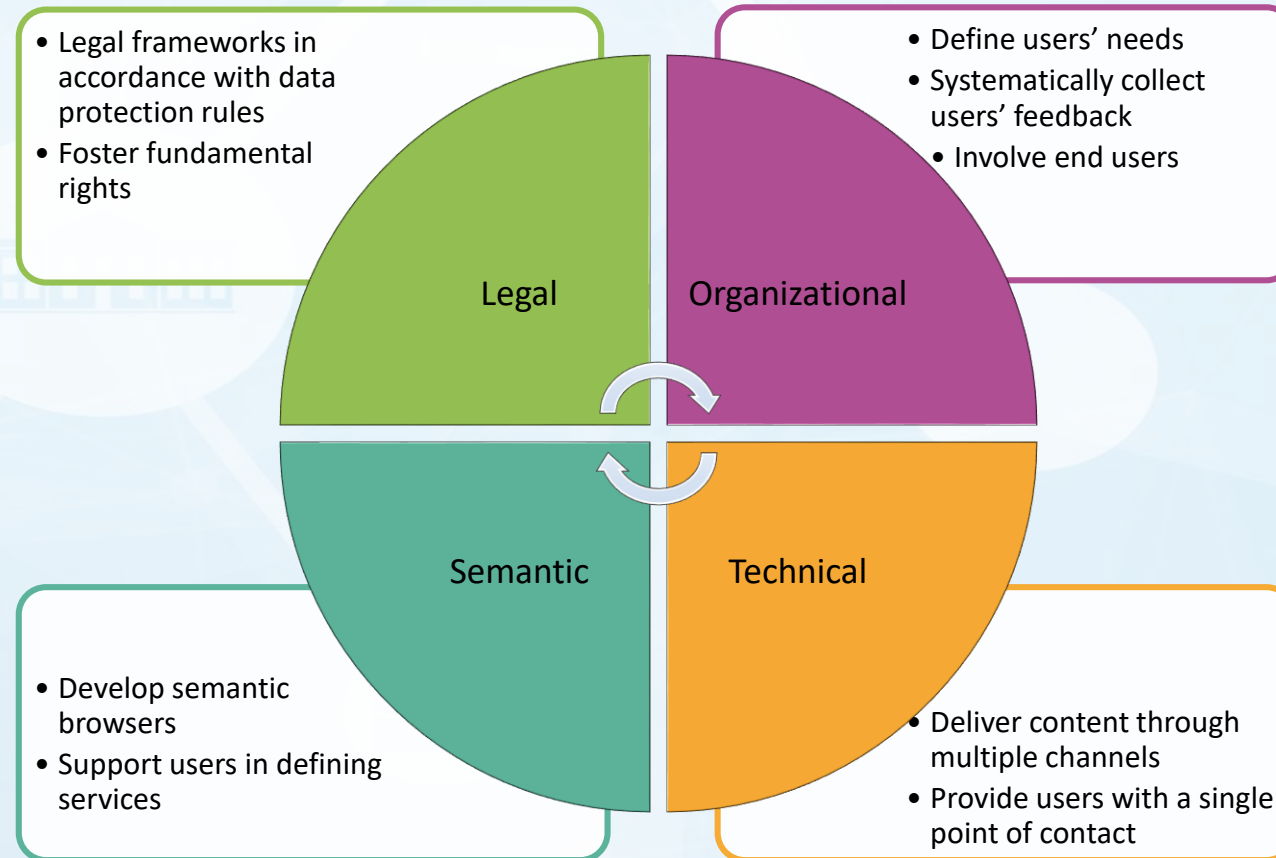 • Legal frameworks in
accordance with data
protection rules
• Foster fundamental
rights
• Define users’ needs
• Systematically collect
users’ feedback
• Involve end users
Legal
Organizational
Semantic
Technical
• Develop semantic
browsers
• Support users in defining
services
• Deliver content through
multiple channels
• Provide users with a single
point of contact